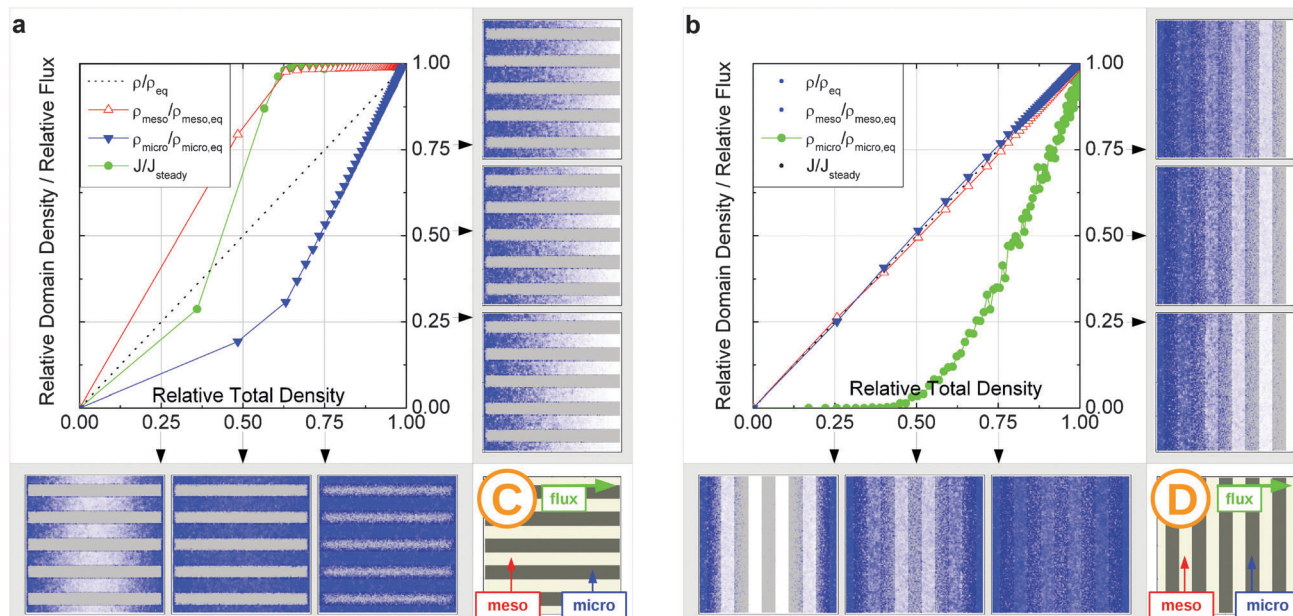 a
ρ/ρeq
ρmeso/ρmeso,eq
ρmicro/ρmicro,eq
J/Jsteady
1.00
0.75
0.50
0.25
0.00
Relative Domain Density / Relative Flux
Relative Total Density
0.00 0.25 0.50 0.75 1.00
C
flux
meso
micro
b
ρ/ρeq
ρmeso/ρmeso,eq
ρmicro/ρmicro,eq
J/Jsteady
1.00
0.75
0.50
0.25
0.00
Relative Domain Density / Relative Flux
Relative Total Density
0.00 0.25 0.50 0.75 1.00
D
flux
meso
micro